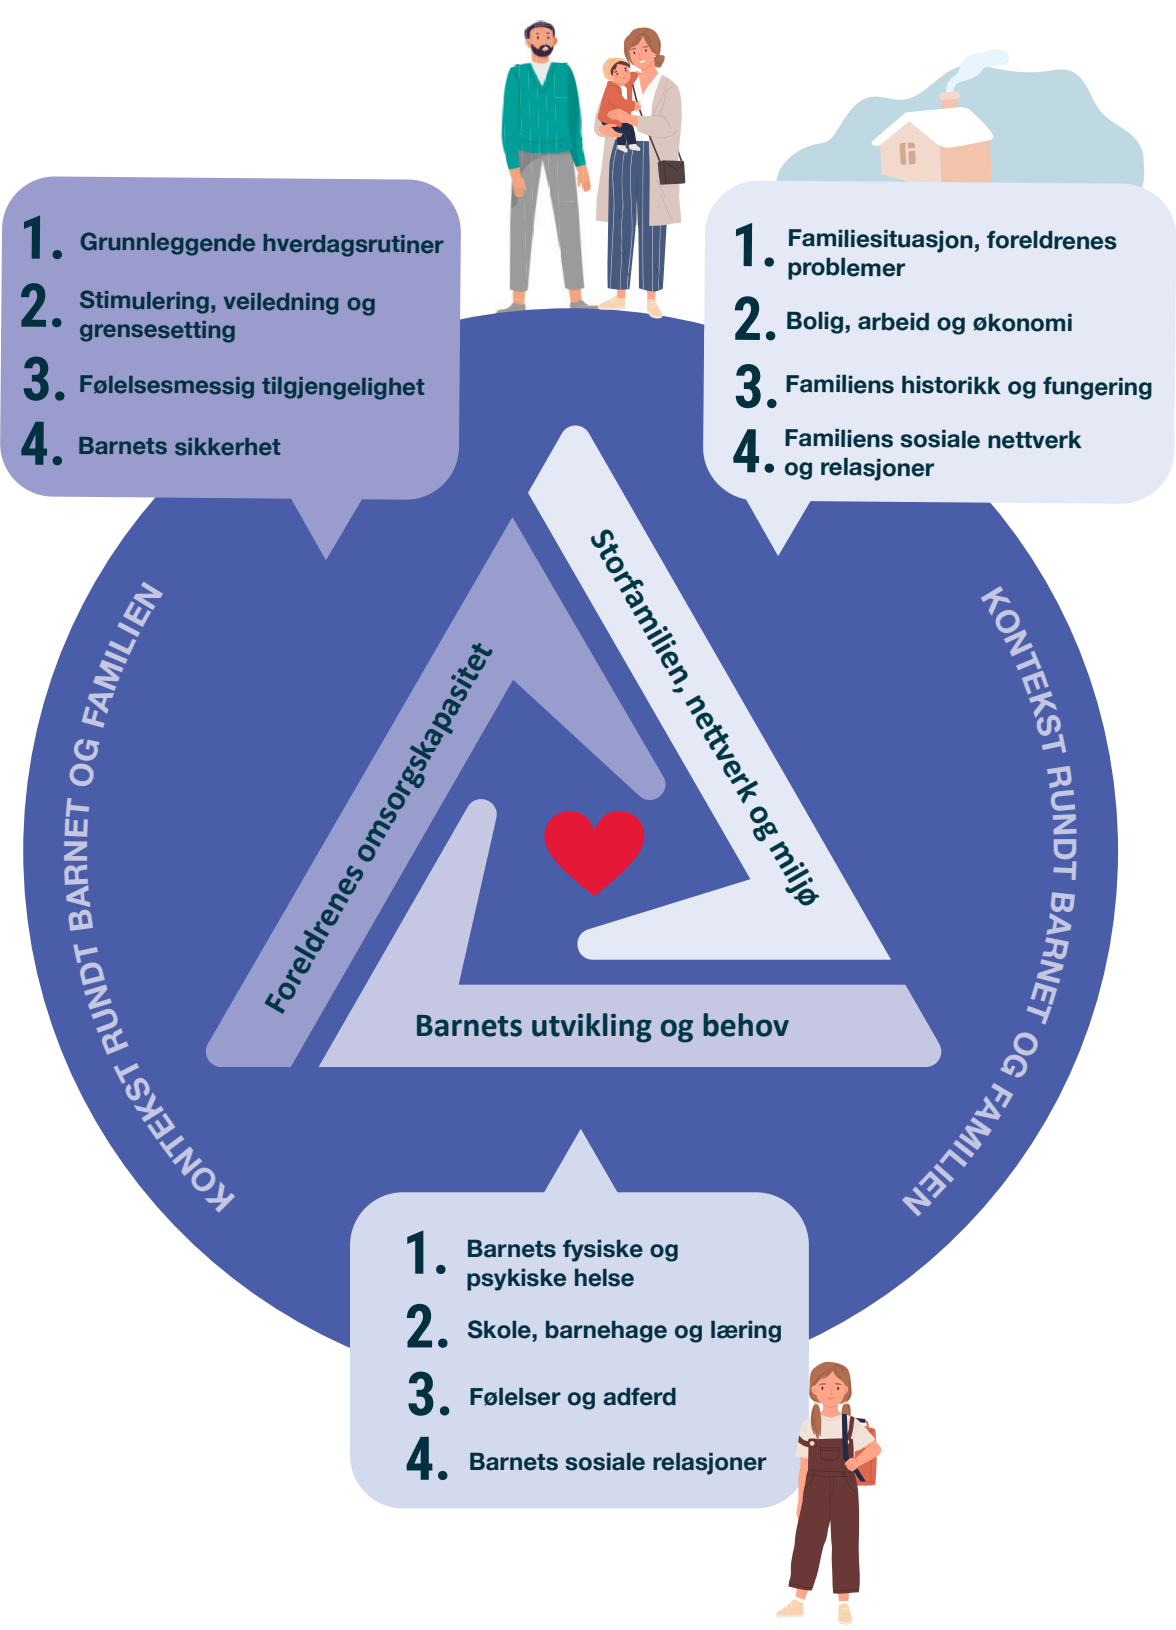 1. Grunnleggende hverdagsrutiner
2. Stimulering, veiledning og
grensesetting
3. Følelsesmessig tilgjengelighet
4. Barnets sikkerhet
1. Familiesituasjon, foreldrenes
problemer
2. Bolig, arbeid og økonomi
3. Familiens historikk og fungering
4. Familiens sosiale nettverk
og relasjoner
KONTEKST RUNDT BARNET OG FAMILIEN
Foreldrenes omsorgskapasitet
Storfamilien, nettverk og miljø
KONTEKST RUNDT BARNET OG FAMILIEN
Barnets utvikling og behov
1. Barnets fysiske og
psykiske helse
2. Skole, barnehage og læring
3. Følelser og adferd
4. Barnets sosiale relasjoner